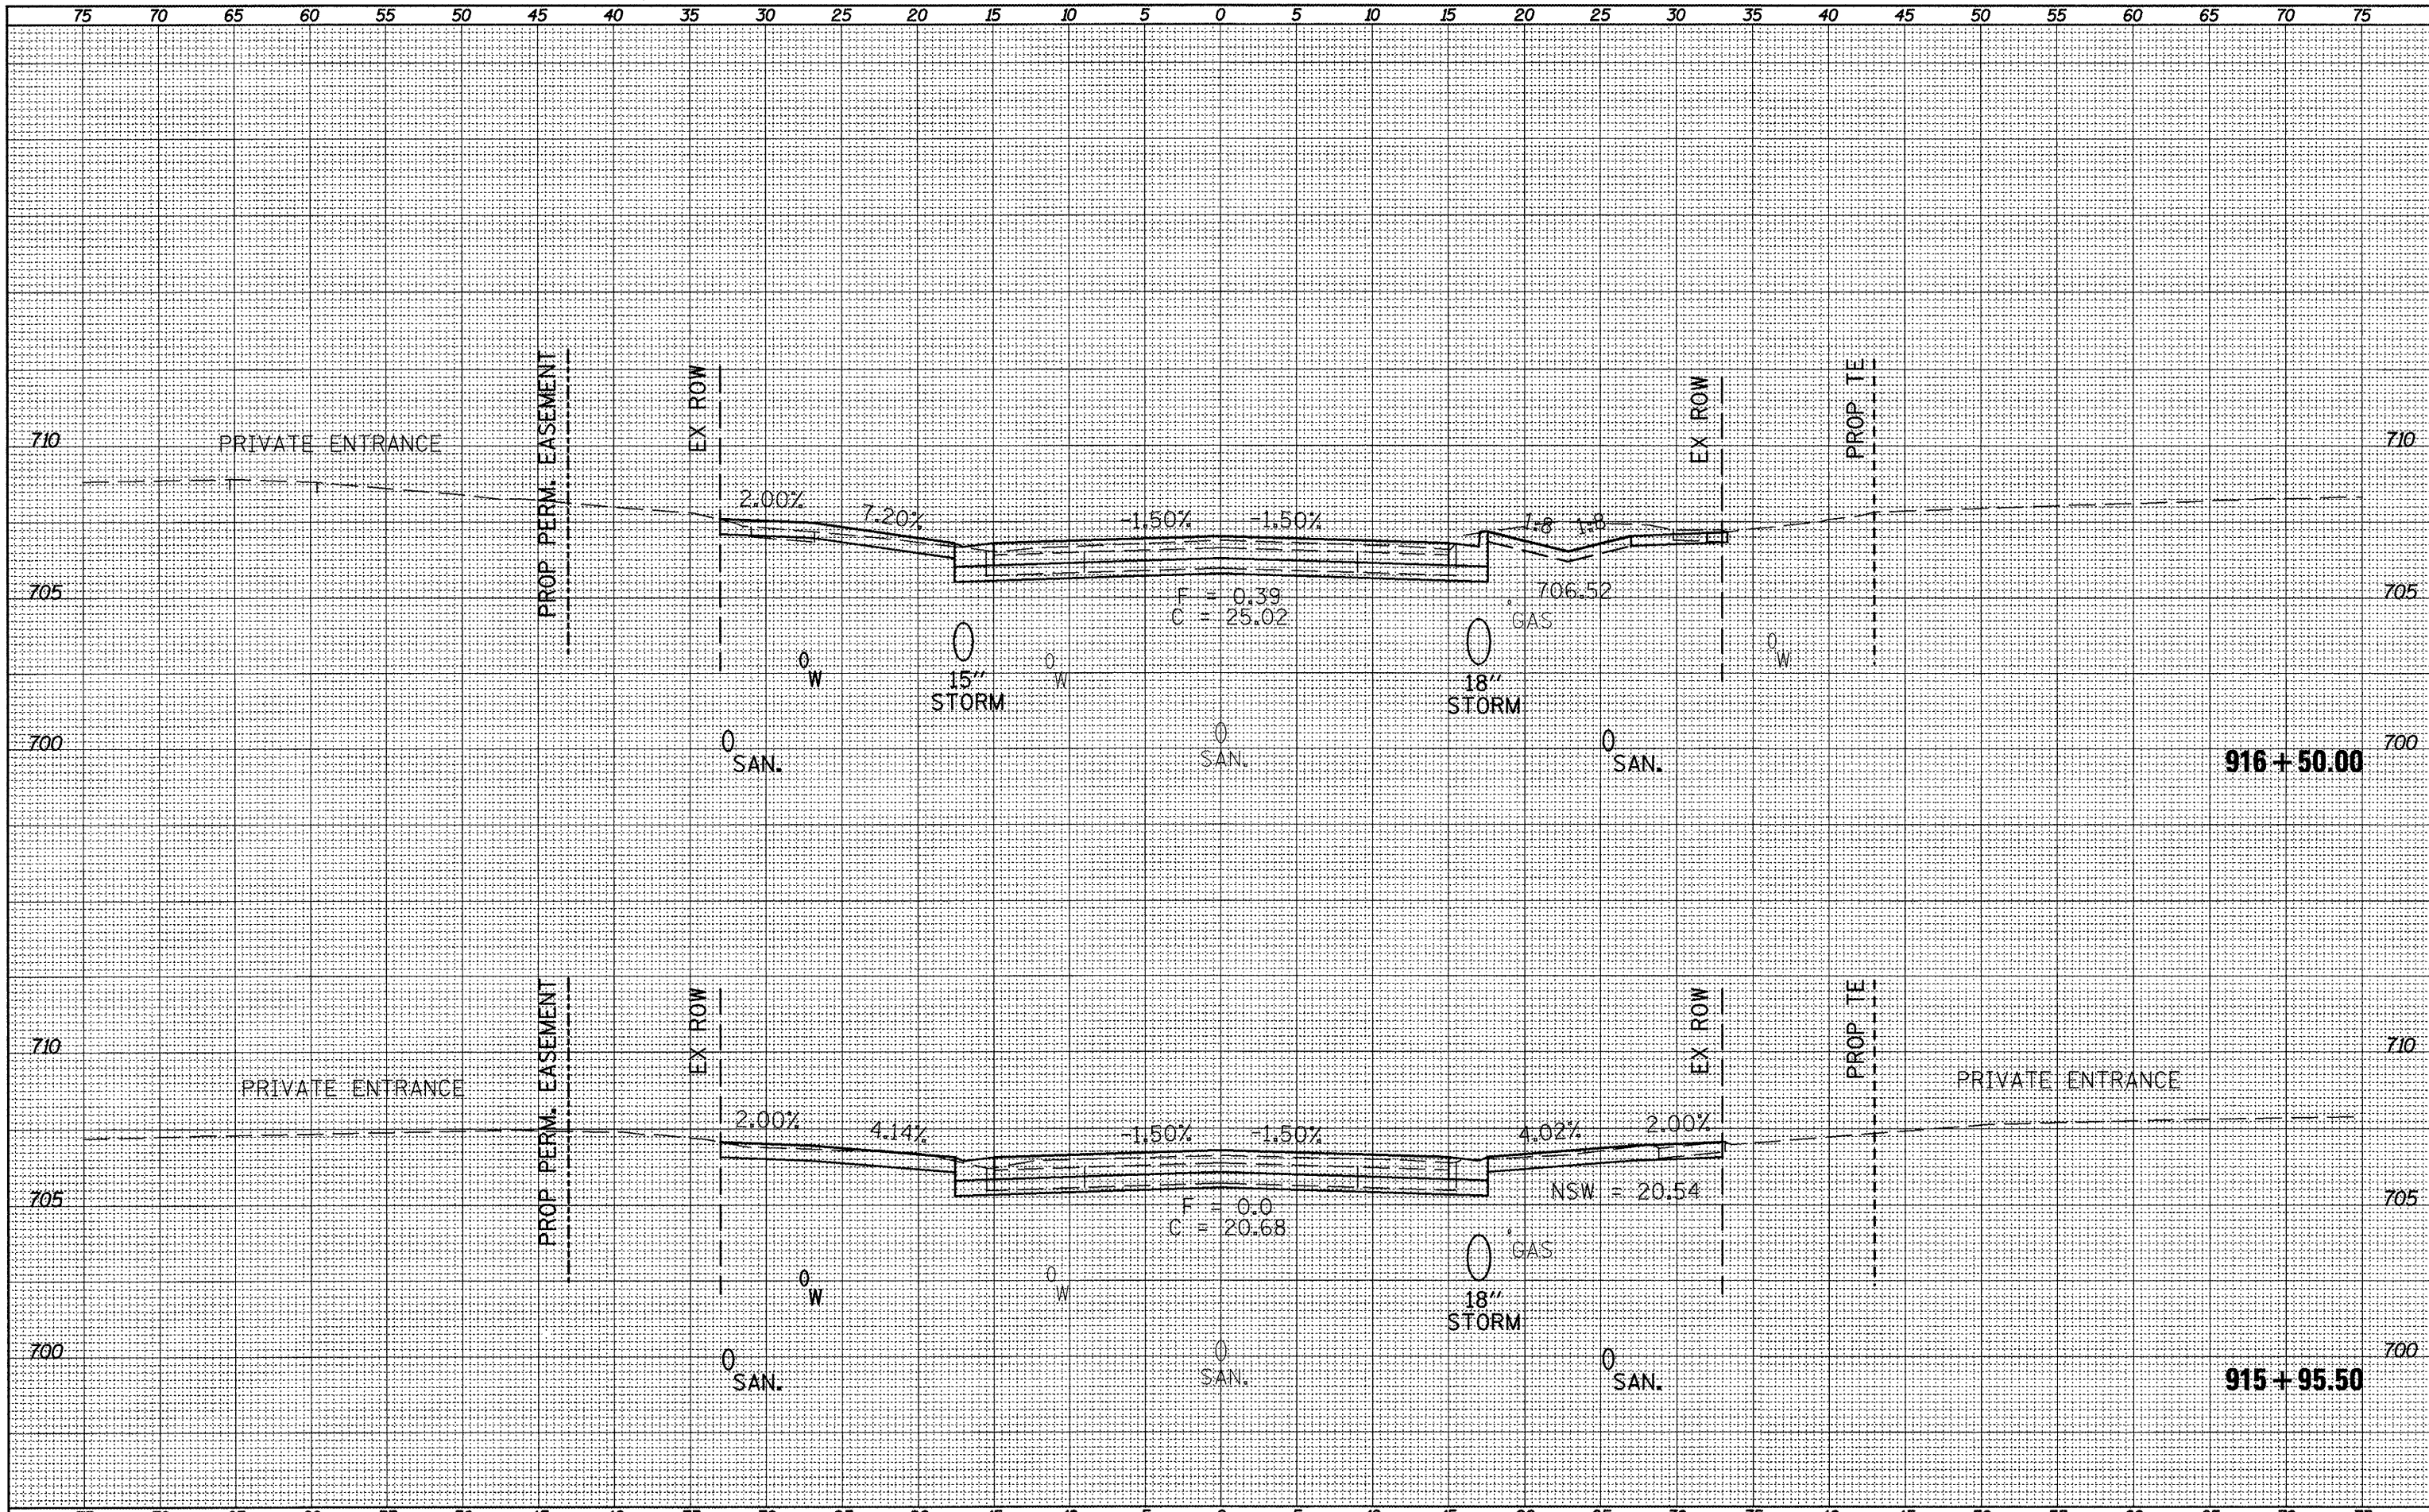 75 70 65 60 55 50 45 40 35 30 25 20 15 10 5 0 5 10 15 20 25 30 35 40 45 50 55 60 65 70 75
PROP PERM. EASEMENT
EX ROW
EX ROW
PROP TE
710 PRIVATE ENTRANCE 710
2.00% 7.20% -1.50% -1.50% 1:8 1:8
705 706.52 705
F = 0.39
C = 25.02
GAS
W W W
15"
STORM
18"
STORM
700 700
SAN. SAN. SAN.
916+50.00
PROP PERM. EASEMENT
EX ROW
EX ROW
PROP TE
710 710
PRIVATE ENTRANCE PRIVATE ENTRANCE
2.00% 4.14% -1.50% -1.50% 4.02% 2.00%
705 NSW = 20.54 705
F = 0.0
C = 20.68
GAS
W W
18"
STORM
700 700
SAN. SAN. SAN.
915+95.50